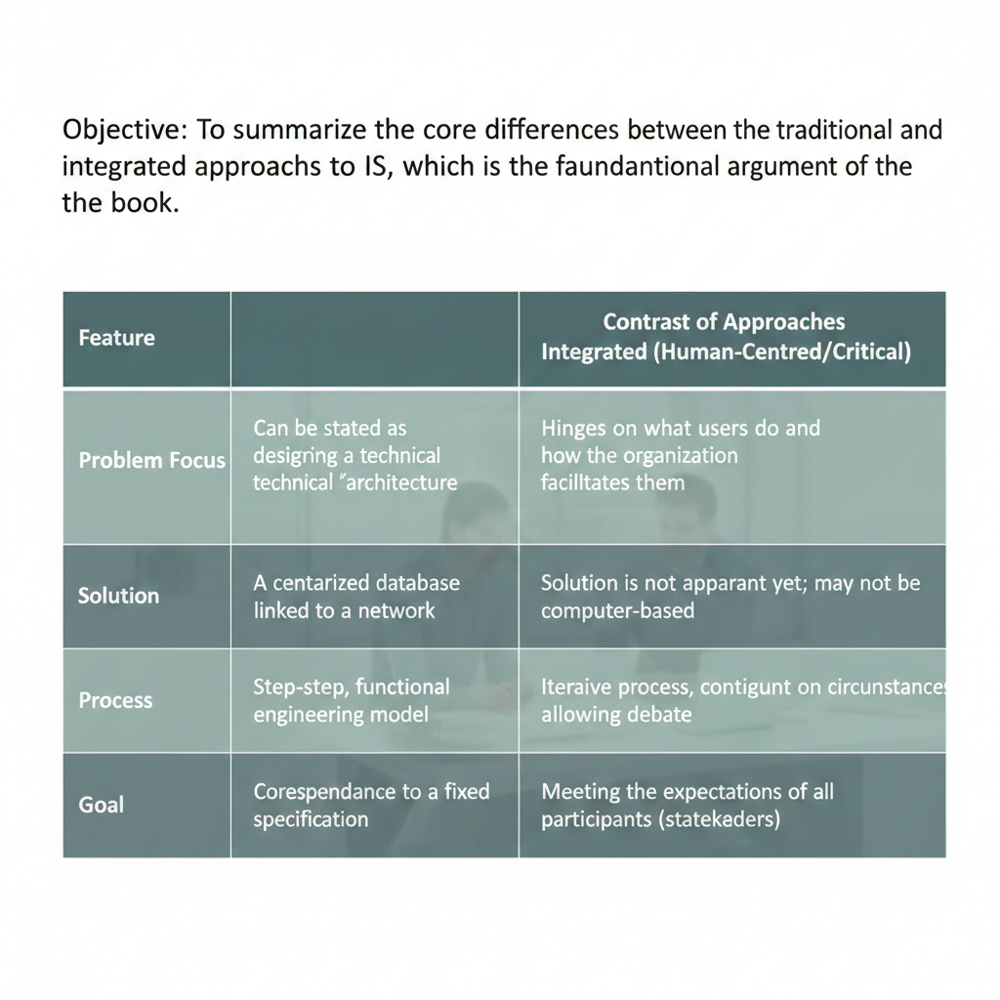 Objective: To summarize the core differences between the traditional and
integrated approachs to IS, which is the faundantional argument of the
the book.
Feature
Contrast of Approaches
Integrated (Human-Centred/Critical)
Problem Focus
Can be stated as
designing a technical
technical ″architecture
Hinges on what users do and
how the organization
facilltates them
Solution
A centarized database
linked to a network
Solution is not apparant yet; may not be
computer-based
Process
Step-step, functional
engineering model
Iteraive process, contigunt on circunstances
allowing debate
Goal
Corespendance to a fixed
specification
Meeting the expectations of all
participants (statekeders)